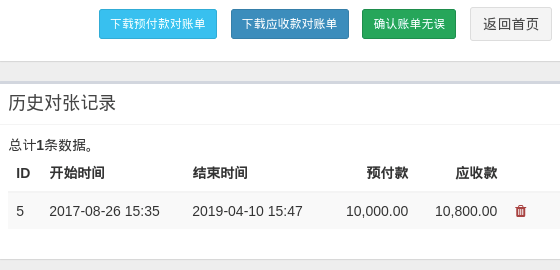 下载预付款对账单 下载应收款对账单 确认账单无误 返回首页
历史对张记录
总计1条数据。
ID 开始时间 结束时间 预付款 应收款
5 2017-08-26 15:35 2019-04-10 15:47 10,000.00 10,800.00